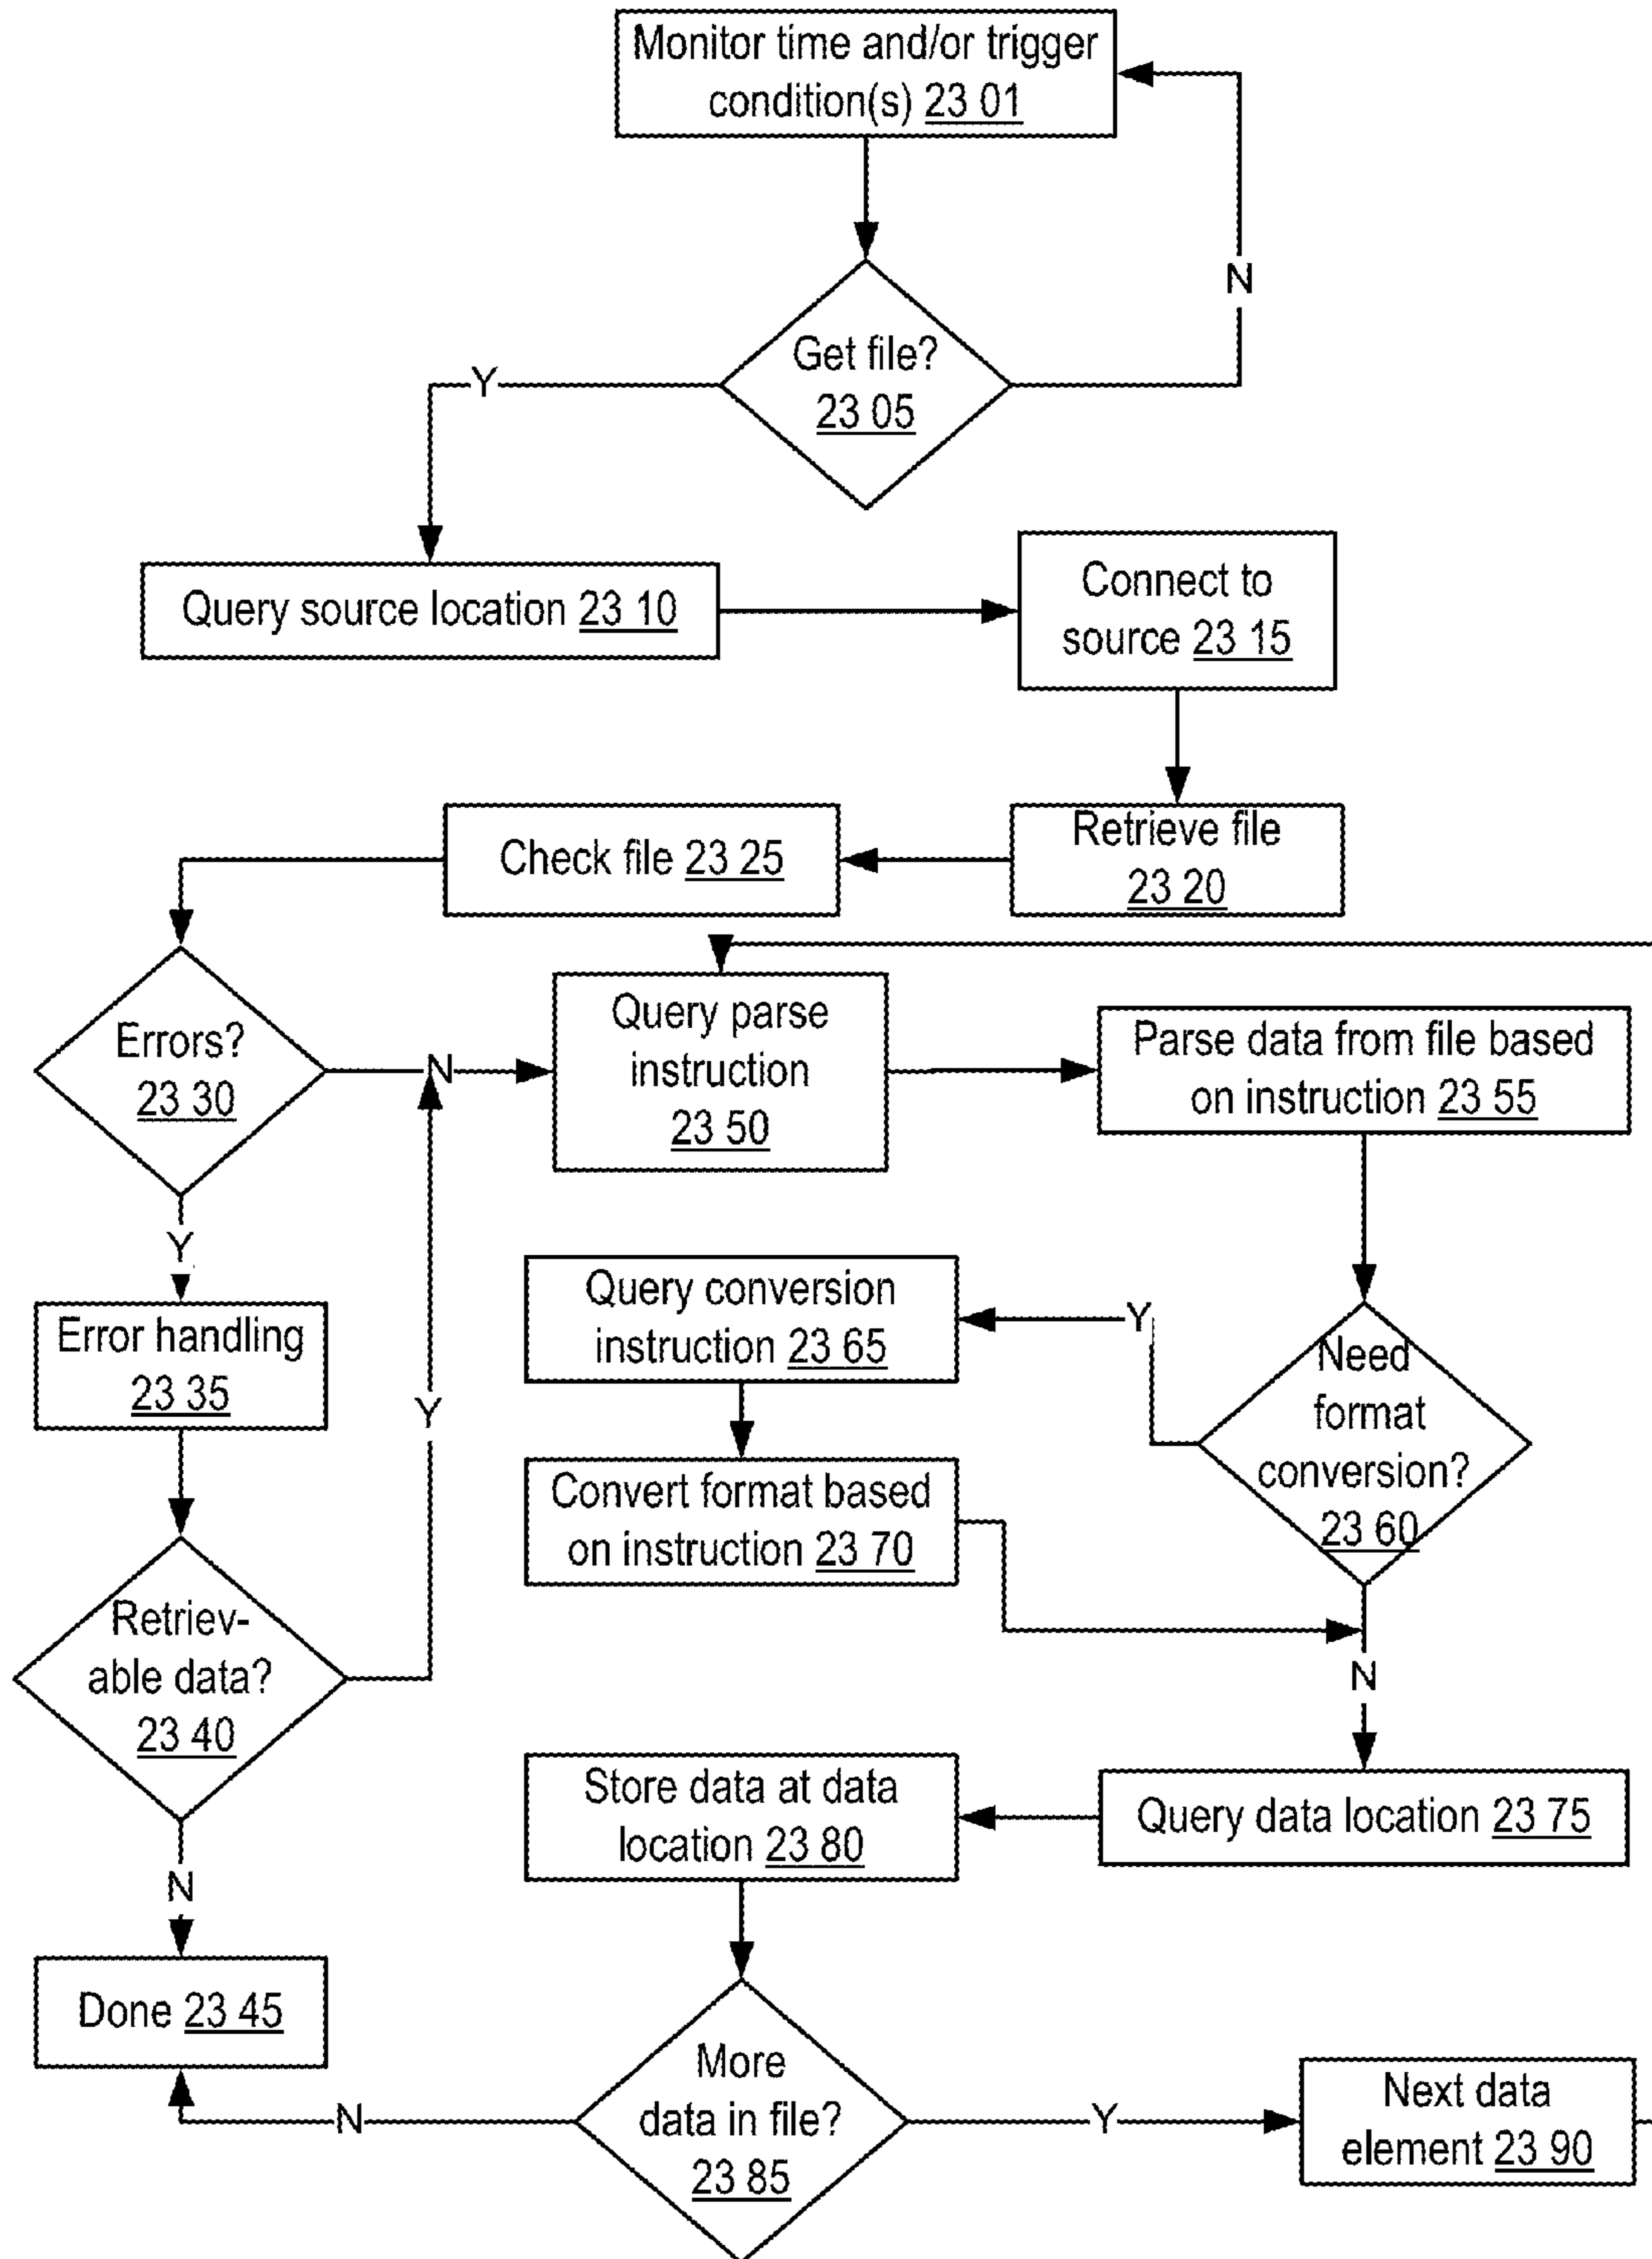 Monitor time and/or trigger
condition(s) 23 01
N
Get file?
23 05
Y
Query source location 23 10
Connect to
source 23 15
Retrieve file
23 20
Check file 23 25
Errors?
23 30
N
Query parse
instruction
23 50
Parse data from file based
on instruction 23 55
Y
Error handling
23 35
Y
Query conversion
instruction 23 65
Y
Need
format
conversion?
23 60
Convert format based
on instruction 23 70
Retriev-
able data?
23 40
N
N
Store data at data
location 23 80
Query data location 23 75
Done 23 45
N
More
data in file?
23 85
Y
Next data
element 23 90